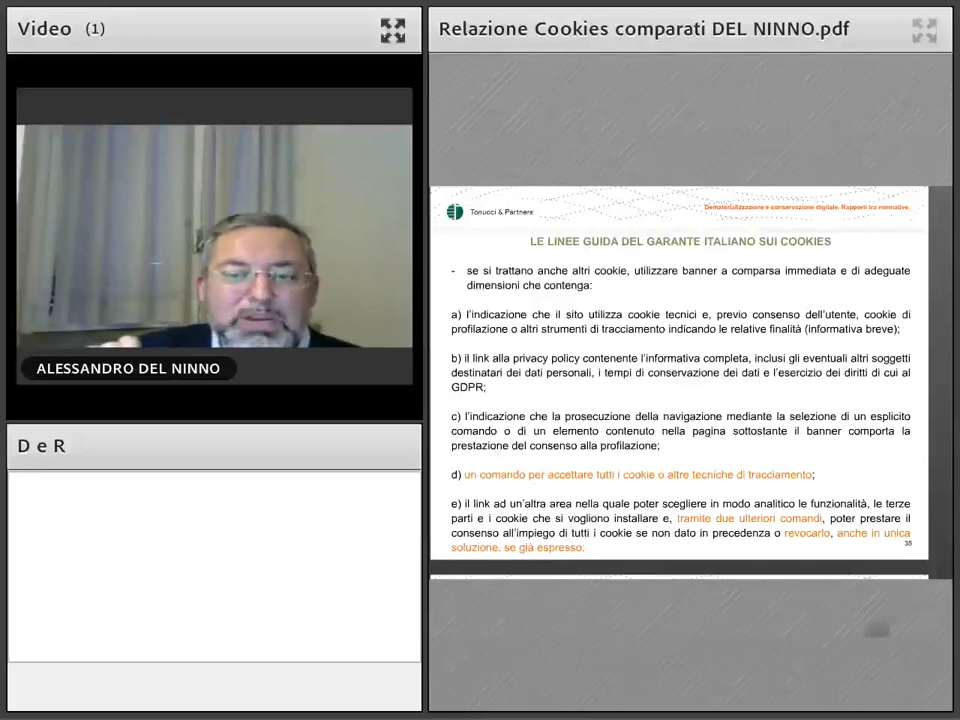 Video (1)
ALESSANDRO DEL NINNO
D e R
Relazione Cookies comparati DEL NINNO.pdf
Tonucci & Partners
Dematerializzazione e conservazione digitale. Rapporti tra normative.
LE LINEE GUIDA DEL GARANTE ITALIANO SUI COOKIES
- se si trattano anche altri cookie, utilizzare banner a comparsa immediata e di adeguate
dimensioni che contenga:
a) l'indicazione che il sito utilizza cookie tecnici e, previo consenso dell'utente, cookie di
profilazione o altri strumenti di tracciamento indicando le relative finalità (informativa breve);
b) il link alla privacy policy contenente l'informativa completa, inclusi gli eventuali altri soggetti
destinatari dei dati personali, i tempi di conservazione dei dati e l'esercizio dei diritti di cui al
GDPR;
c) l'indicazione che la prosecuzione della navigazione mediante la selezione di un esplicito
comando o di un elemento contenuto nella pagina sottostante il banner comporta la
prestazione del consenso alla profilazione;
d) un comando per accettare tutti i cookie o altre tecniche di tracciamento;
e) il link ad un'altra area nella quale poter scegliere in modo analitico le funzionalità, le terze
parti e i cookie che si vogliono installare e, tramite due ulteriori comandi, poter prestare il
consenso all'impiego di tutti i cookie se non dato in precedenza o revocarlo, anche in unica
soluzione, se già espresso;
35